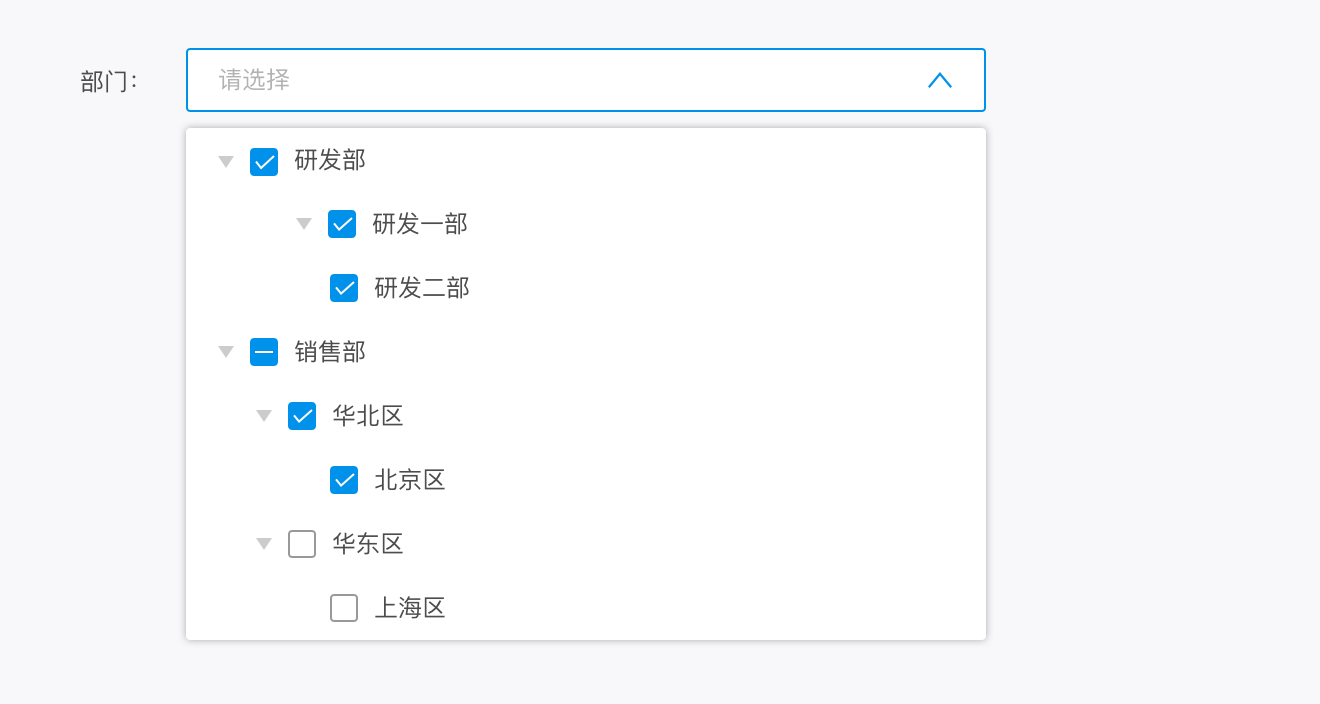 部门：
请选择
研发部
研发一部
研发二部
销售部
华北区
北京区
华东区
上海区